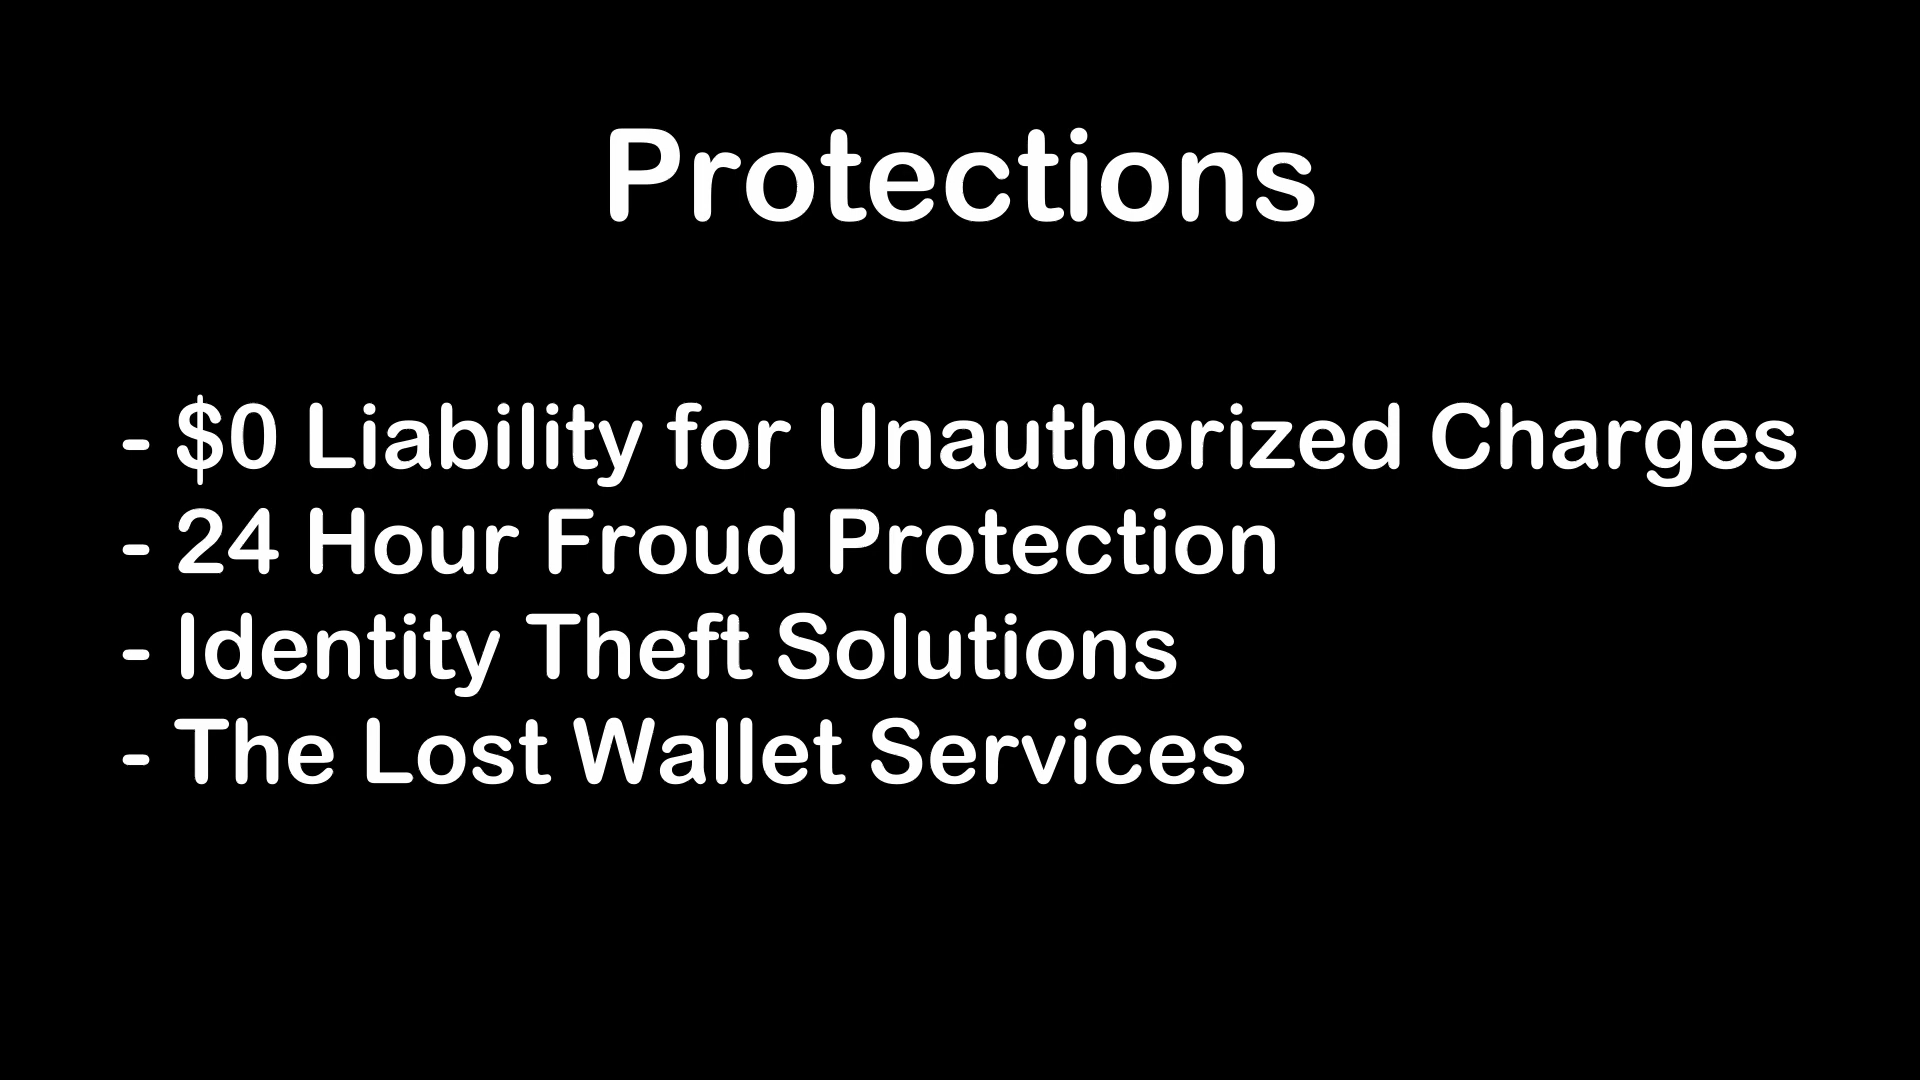 Protections
- $0 Liability for Unauthorized Charges
- 24 Hour Froud Protection
- Identity Theft Solutions
- The Lost Wallet Services